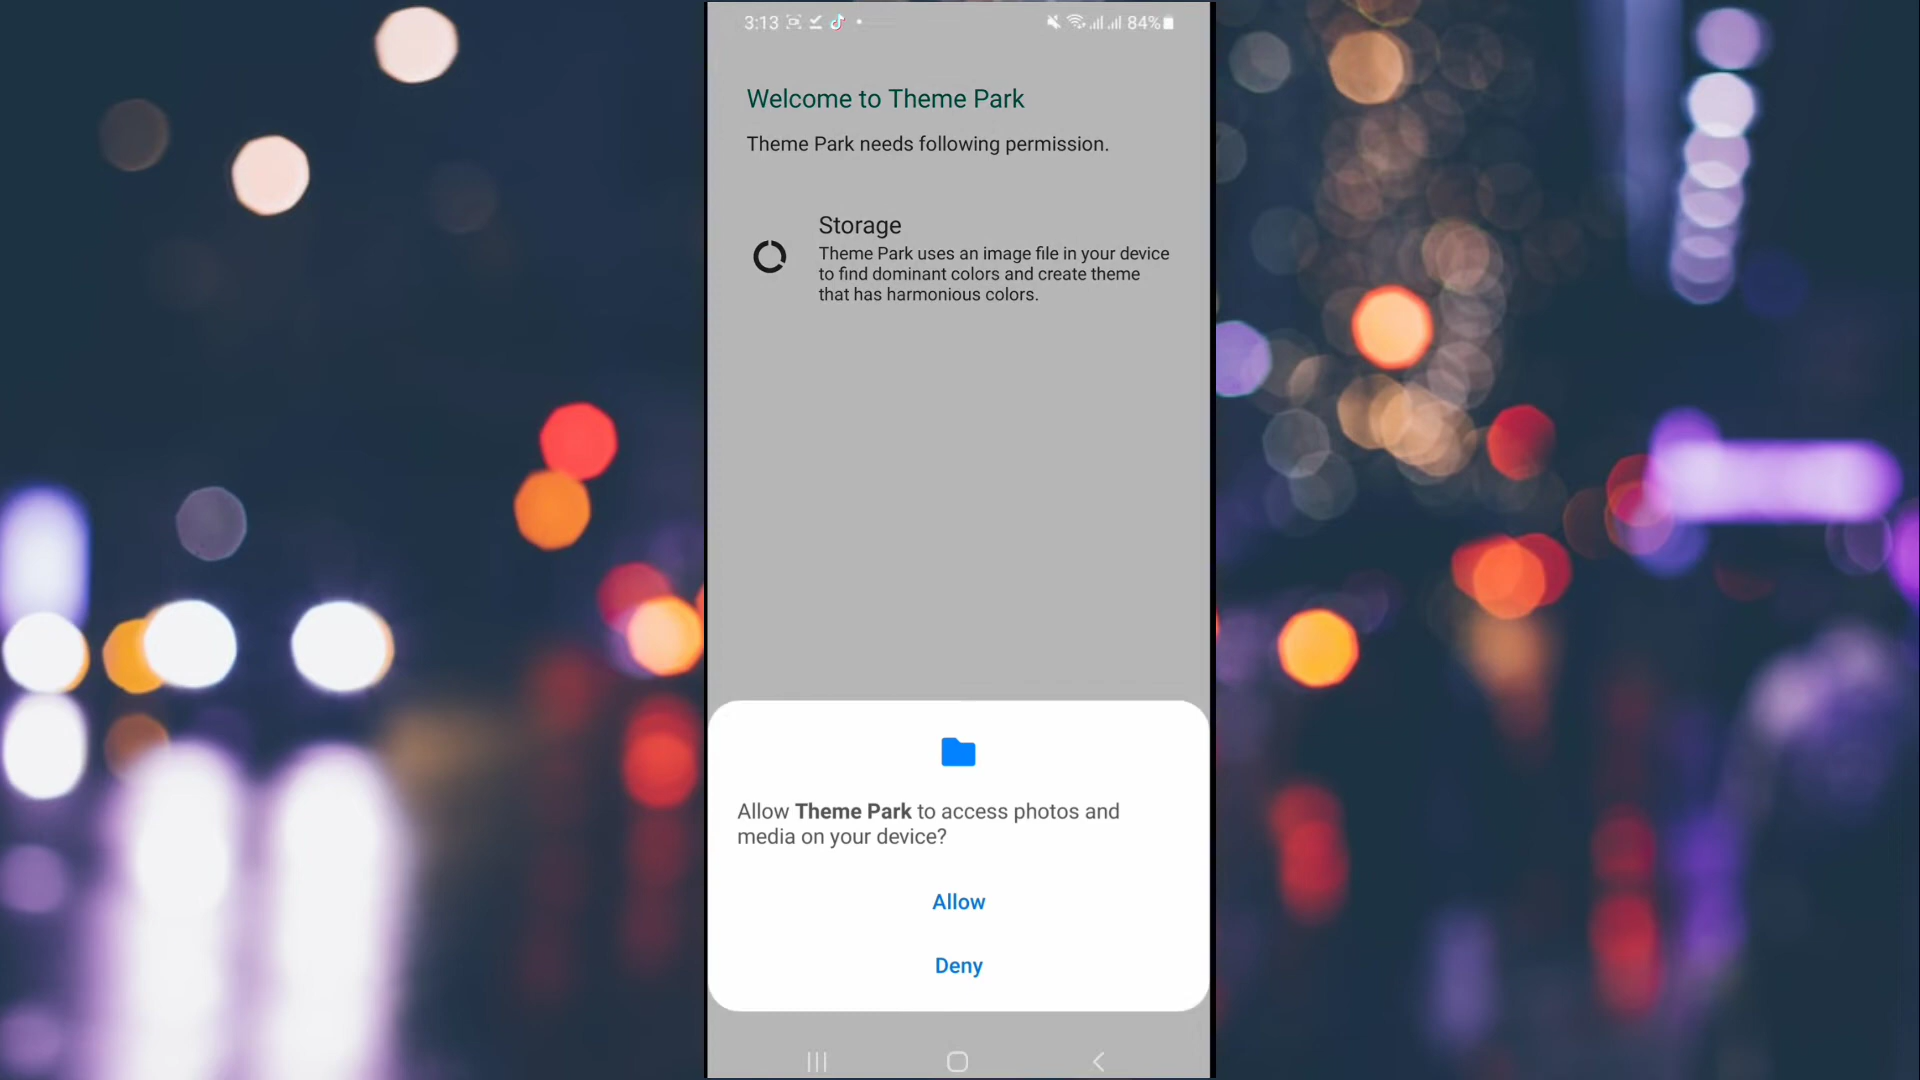 3:13 84%
Welcome to Theme Park
Theme Park needs following permission.
Storage
Theme Park uses an image file in your device
to find dominant colors and create theme
that has harmonious colors.
Allow Theme Park to access photos and
media on your device?
Allow
Deny